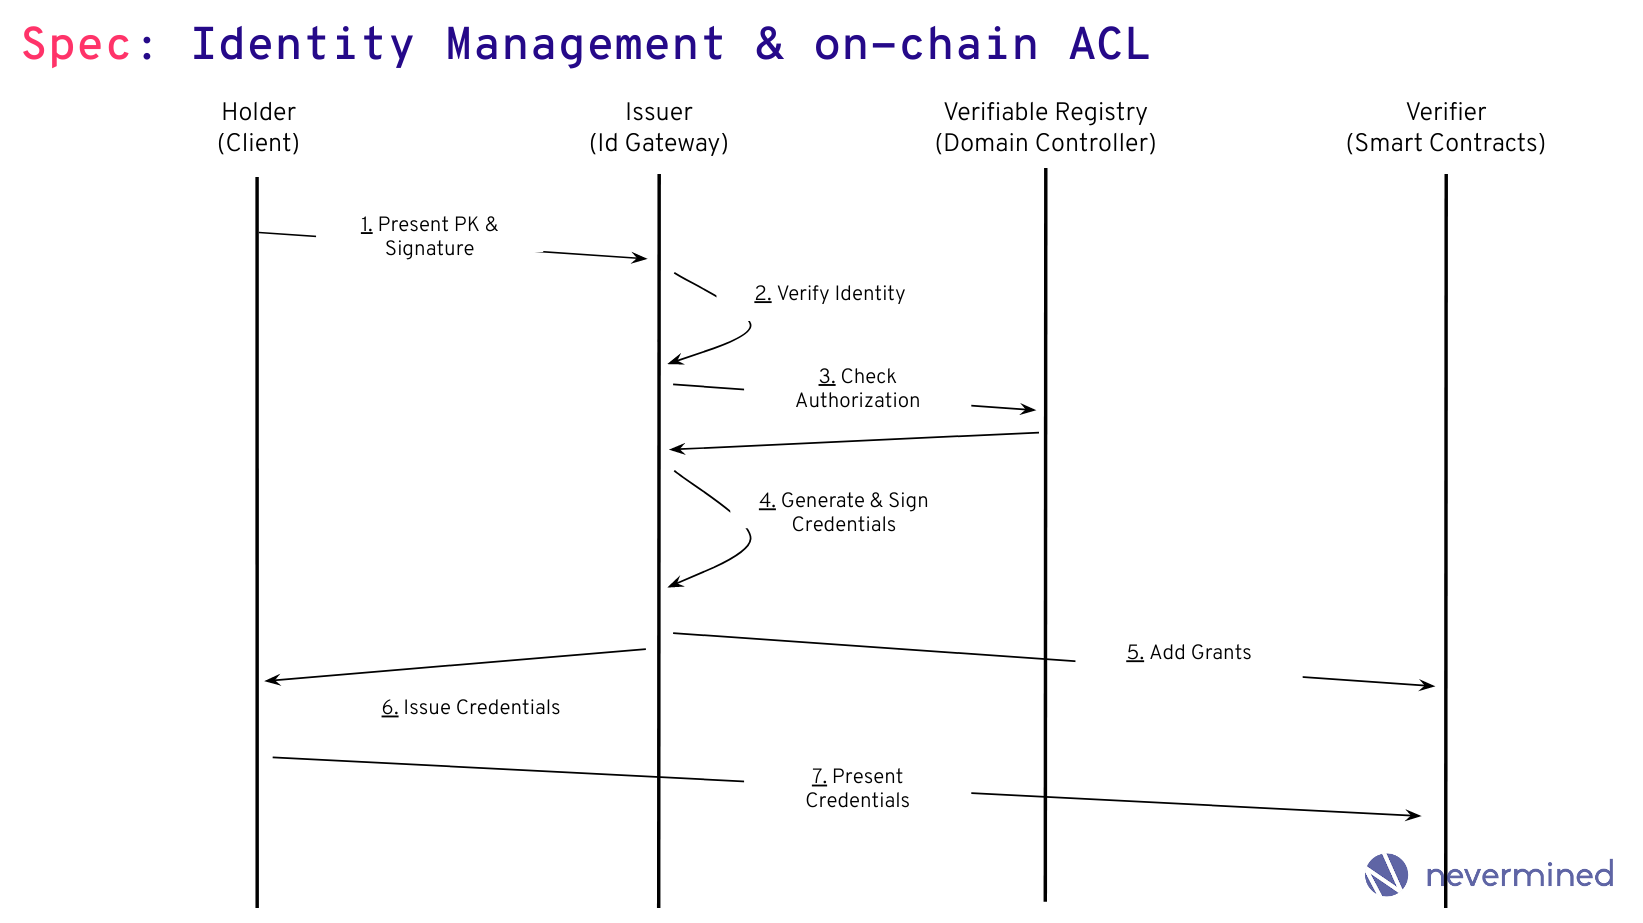 Spec: Identity Management & on-chain ACL
Holder
(Client)
Issuer
(Id Gateway)
Verifiable Registry
(Domain Controller)
Verifier
(Smart Contracts)
1. Present PK &
Signature
2. Verify Identity
3. Check
Authorization
4. Generate & Sign
Credentials
5. Add Grants
6. Issue Credentials
7. Present
Credentials
nevermined